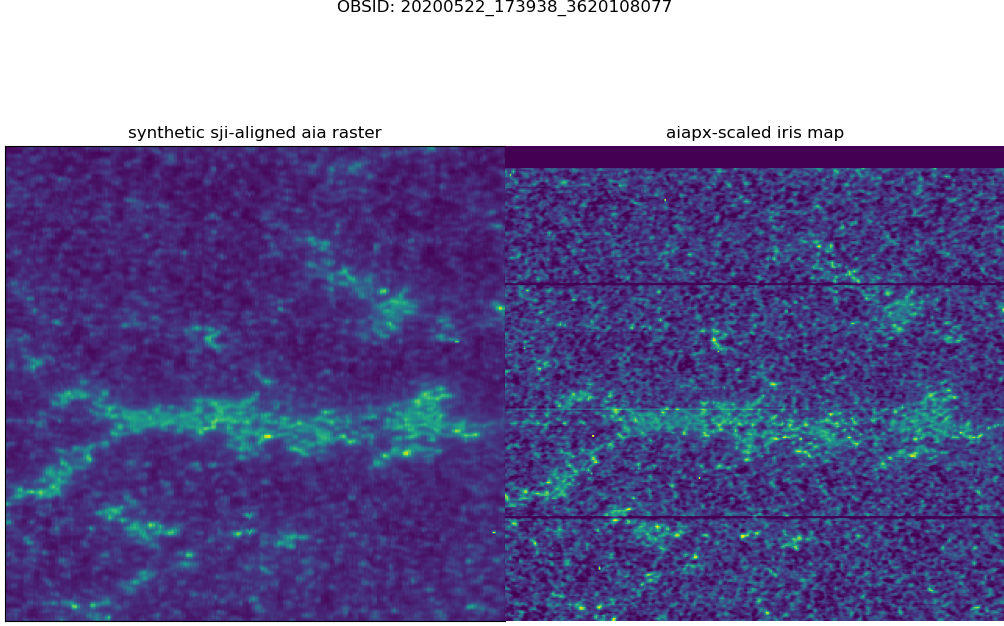 OBSID: 20200522_173938_3620108077
synthetic sji-aligned aia raster
aiapx-scaled iris map